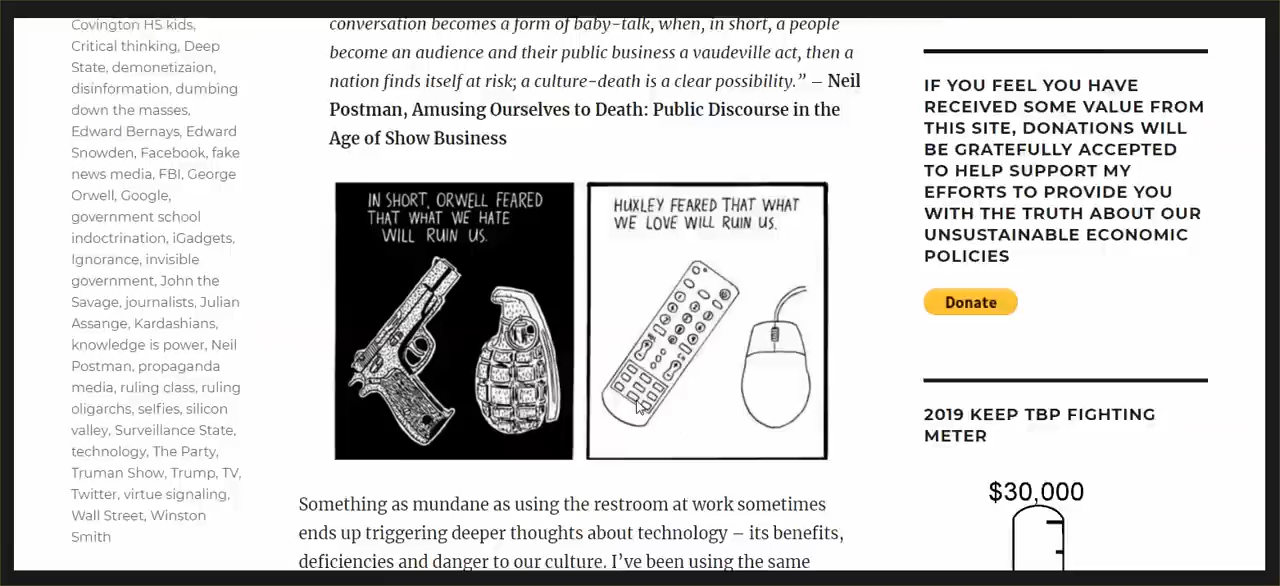 Covington HS kids,
Critical thinking, Deep
State, demonetizaion,
disinformation, dumbing
down the masses,
Edward Bernays, Edward
Snowden, Facebook, fake
news media, FBI, George
Orwell, Google,
government school
indoctrination, iGadgets,
Ignorance, invisible
government, John the
Savage, journalists, Julian
Assange, Kardashians,
knowledge is power, Neil
Postman, propaganda
media, ruling class, ruling
oligarchs, selfies, silicon
valley, Surveillance State,
technology, The Party,
Truman Show, Trump, TV,
Twitter, virtue signaling,
Wall Street, Winston
Smith
conversation becomes a form of baby-talk, when, in short, a people
become an audience and their public business a vaudeville act, then a
nation finds itself at risk; a culture-death is a clear possibility.” – Neil
Postman, Amusing Ourselves to Death: Public Discourse in the
Age of Show Business
IN SHORT, ORWELL FEARED
THAT WHAT WE HATE
WILL RUIN US.
HUXLEY FEARED THAT WHAT
WE LOVE WILL RUIN US.
Something as mundane as using the restroom at work sometimes
ends up triggering deeper thoughts about technology – its benefits,
deficiencies and danger to our culture. I’ve been using the same
IF YOU FEEL YOU HAVE
RECEIVED SOME VALUE FROM
THIS SITE, DONATIONS WILL
BE GRATEFULLY ACCEPTED
TO HELP SUPPORT MY
EFFORTS TO PROVIDE YOU
WITH THE TRUTH ABOUT OUR
UNSUSTAINABLE ECONOMIC
POLICIES
Donate
2019 KEEP TBP FIGHTING
METER
$30,000